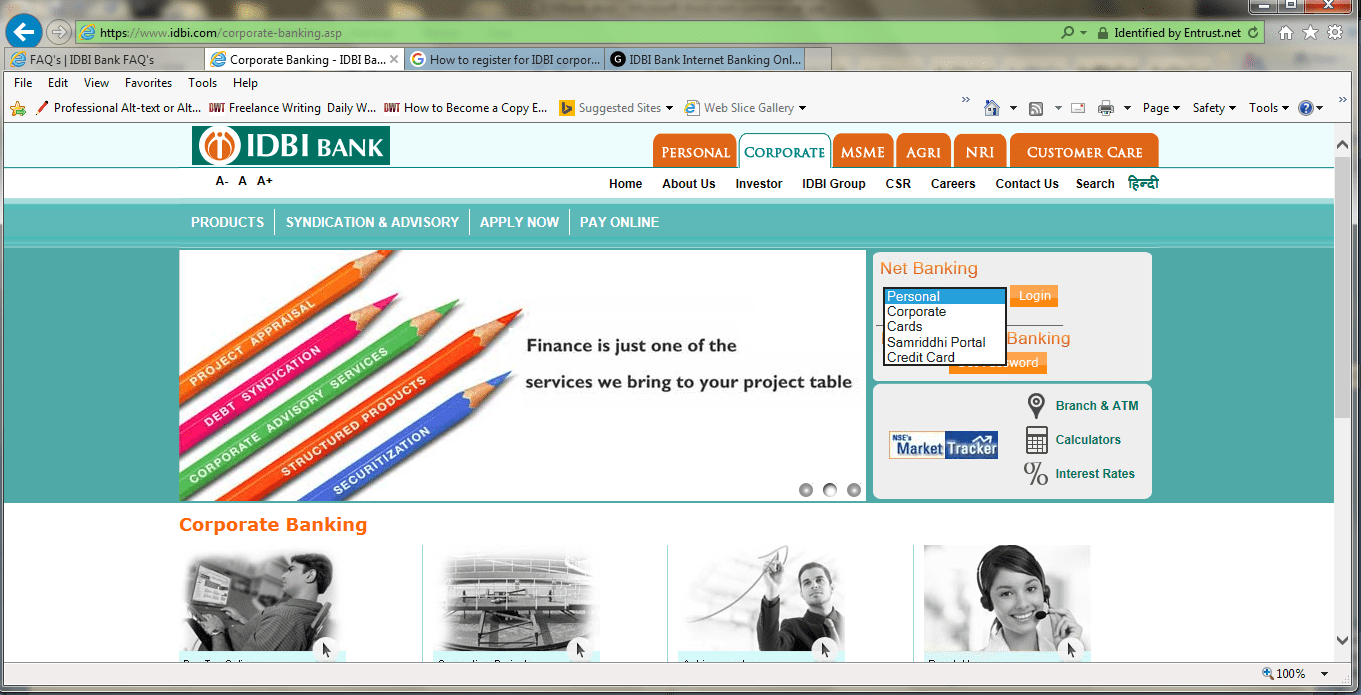 https://www.idbi.com/corporate-banking.asp
Identified by Entrust.net
FAQ's | IDBI Bank FAQ's
Corporate Banking - IDBI Ba...
How to register for IDBI corpor...
IDBI Bank Internet Banking Onl...
File Edit View Favorites Tools Help
Professional Alt-text or Alt...
DWT Freelance Writing Daily W...
DWT How to Become a Copy E...
Suggested Sites
Web Slice Gallery
Page Safety Tools
IDBI BANK
PERSONAL CORPORATE MSME AGRI NRI CUSTOMER CARE
A- A A+
Home About Us Investor IDBI Group CSR Careers Contact Us Search हिन्दी
PRODUCTS SYNDICATION & ADVISORY APPLY NOW PAY ONLINE
PROJECT APPRAISAL
DEBT SYNDICATION
CORPORATE ADVISORY SERVICES
STRUCTURED PRODUCTS
SECURITIZATION
Finance is just one of the
services we bring to your project table
Net Banking
Personal
Login
Corporate
Cards
Samriddhi Portal
Banking
Credit Card
NSE's
Market Tracker
Branch & ATM
Calculators
Interest Rates
Corporate Banking
100%